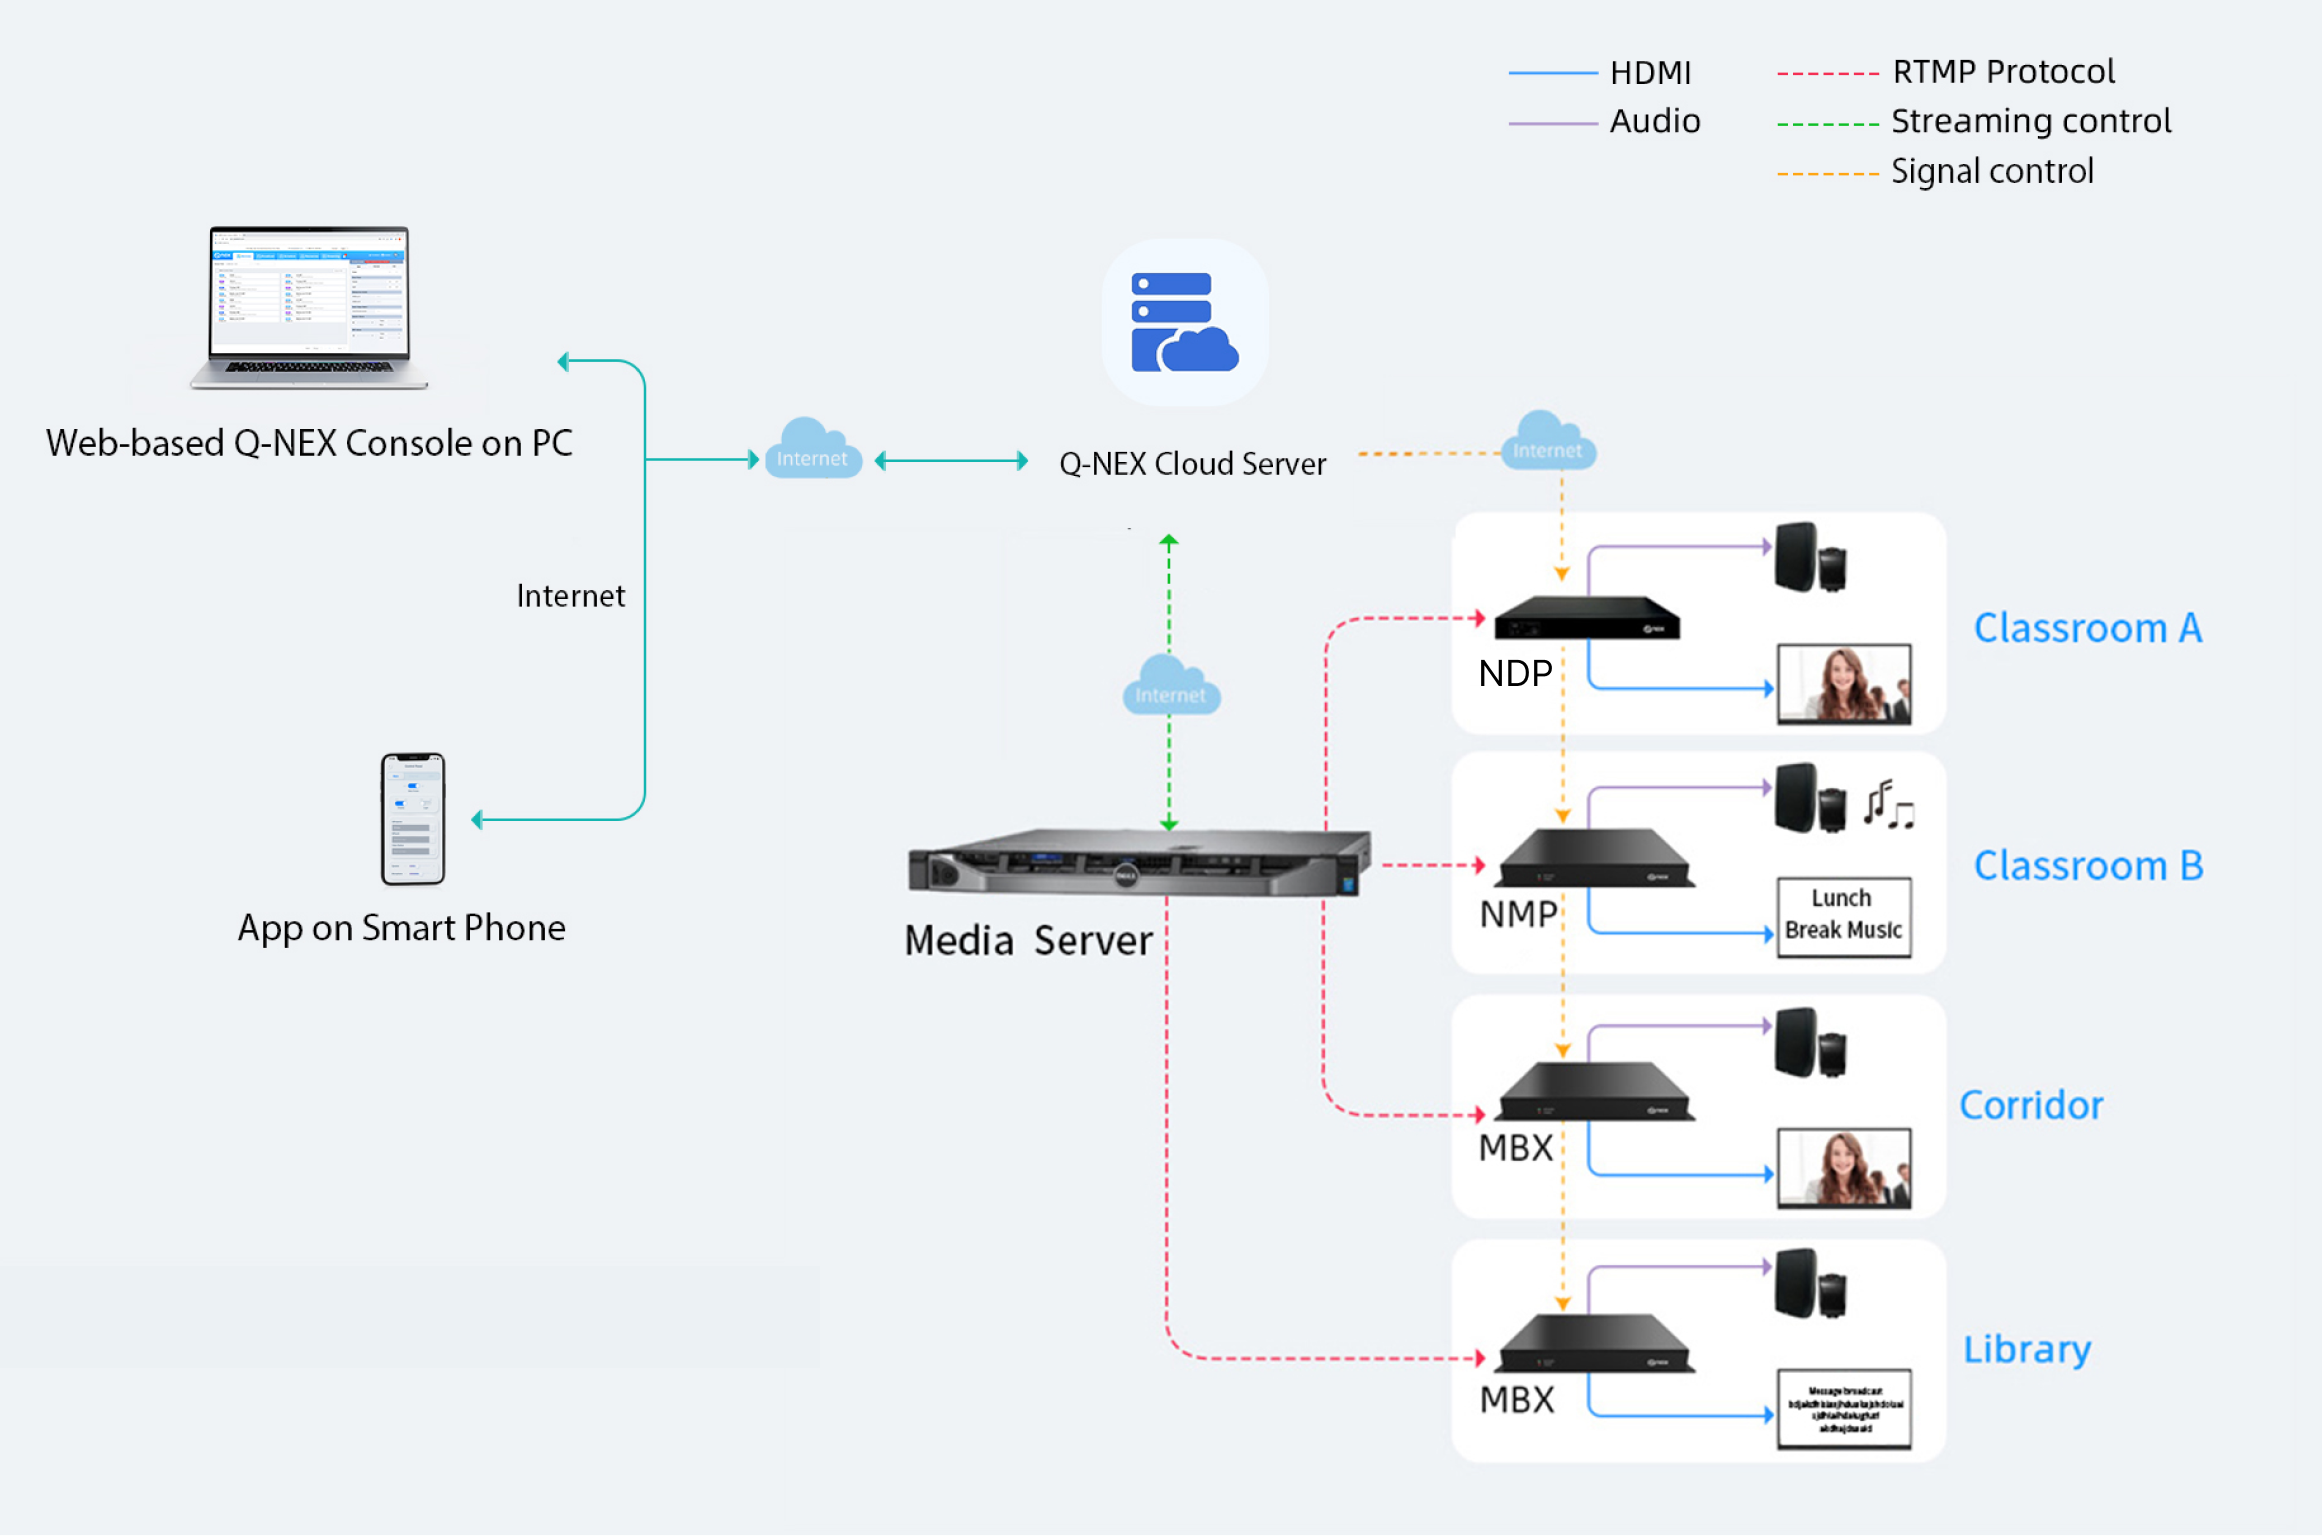 HDMI
Audio
RTMP Protocol
Streaming control
Signal control
Web-based Q-NEX Console on PC
Internet
Q-NEX Cloud Server
Internet
Internet
Internet
App on Smart Phone
Media Server
NDP
Classroom A
NMP
Lunch
Break Music
Classroom B
MBX
Corridor
MBX
Message broadcast
Library